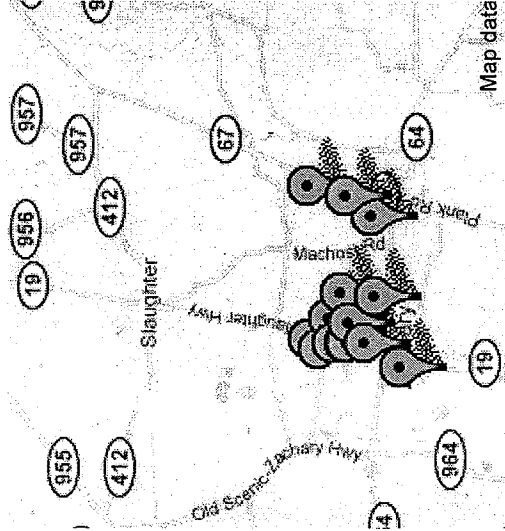 Map data
957
957
67
64
956
412
19
Slaughter
Slaughter Hwy
Machost Rd
Plank Rd
955
412
Old Scenic Zachary Hwy
964
19